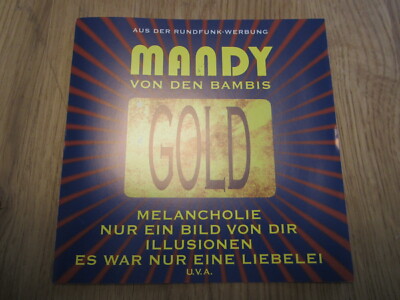 AUS DER RUNDFUNK-WERBUNG
MANDY
VON DEN BAMBIS
GOLD
MELANCHOLIE
NUR EIN BILD VON DIR
ILLUSIONEN
ES WAR NUR EINE LIEBELEI
U.V.A.